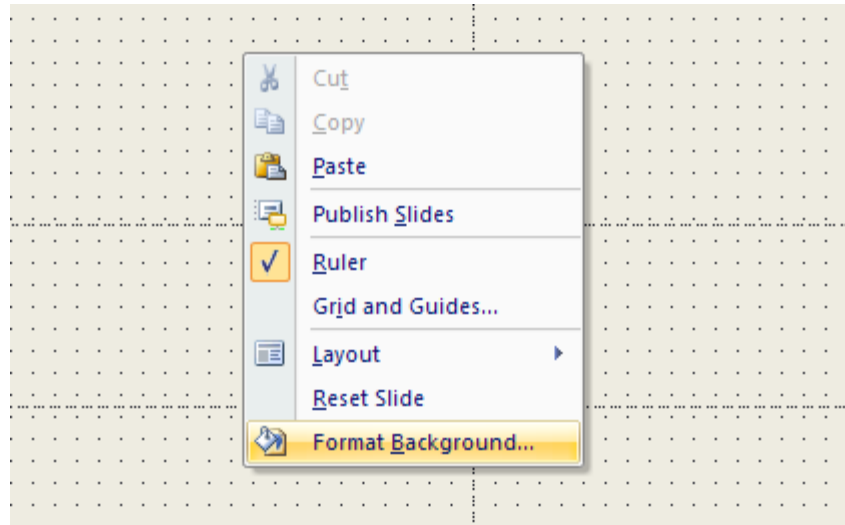 Cut
Copy
Paste
Publish Slides
Ruler
Grid and Guides...
Layout
Reset Slide
Format Background...